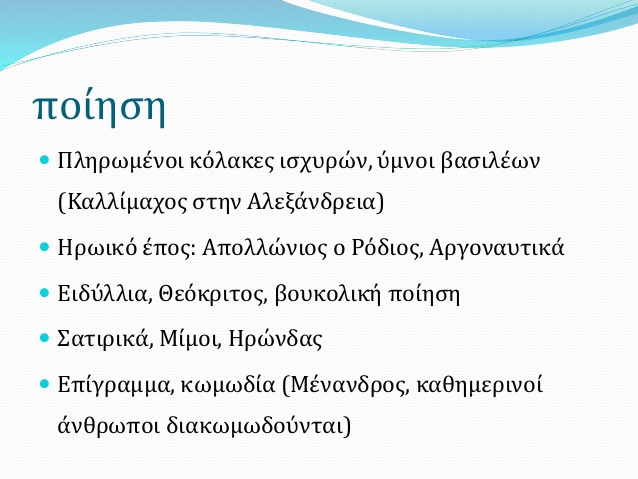 ποίηση
• Πληρωμένοι κόλακες ισχυρών, ύμνοι βασιλέων
(Καλλίμαχος στην Αλεξάνδρεια)
• Ηρωικό έπος: Απολλώνιος ο Ρόδιος, Αργοναυτικά
• Ειδύλλια, Θεόκριτος, βουκολική ποίηση
• Σατιρικά, Μίμοι, Ηρώνδας
• Επίγραμμα, κωμωδία (Μένανδρος, καθημερινοί
άνθρωποι διακωμωδούνται)